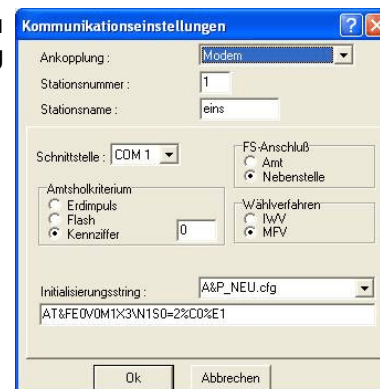 Kommunikationseinstellungen
Ankopplung : Modem
Stationsnummer : 1
Stationsname : eins
Schnittstelle : COM 1
FS-Anschluß
Amt
Nebenstelle
Amtsholkriterium
Erdimpuls
Flash
Kennziffer 0
Wählverfahren
IWV
MFV
Initialisierungsstring : A&P_NEU.cfg
AT&FE0V0M1X3\N1S0=2%C0%E1
Ok Abbrechen